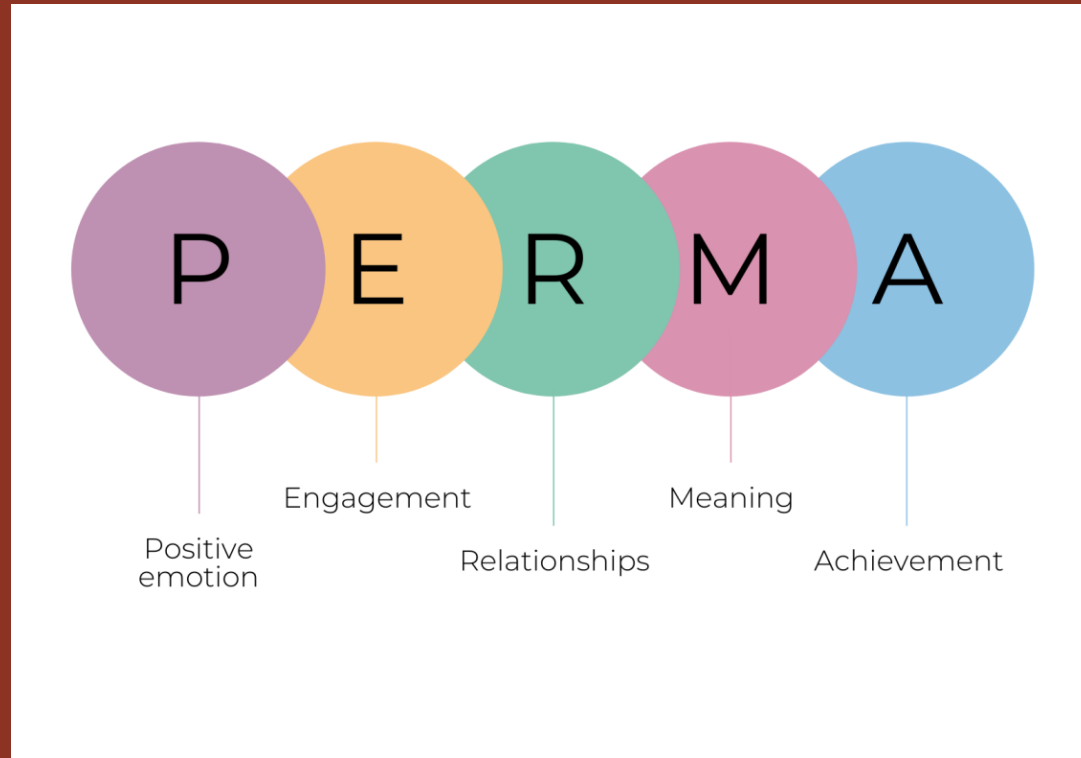 P E R M A
Engagement
Meaning
Positive
emotion
Relationships
Achievement